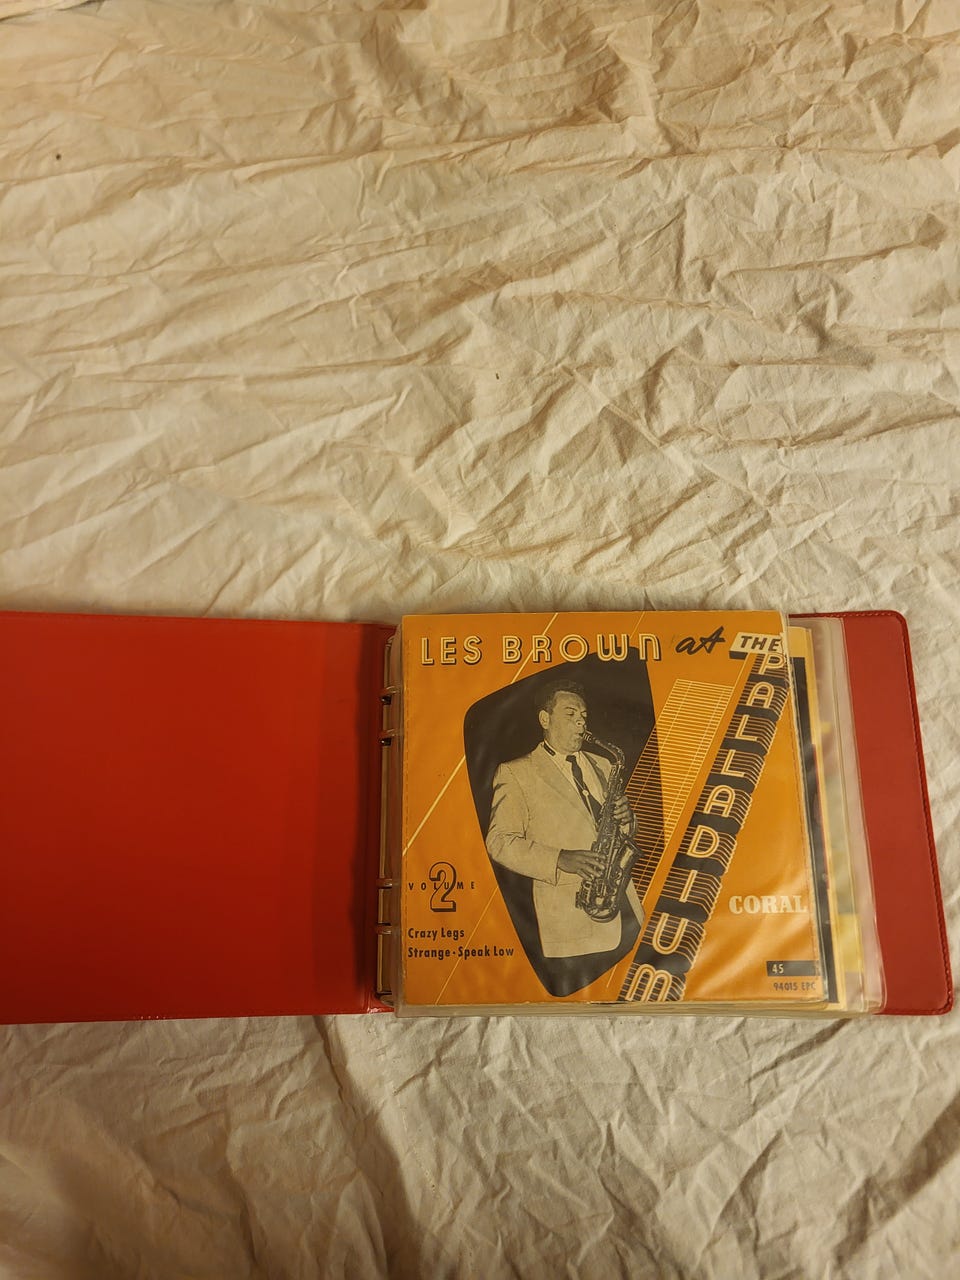 LES BROWN at THE
PALLADIUM
VOLUME 2
Crazy Legs
Strange · Speak Low
CORAL
45
94015 EPC